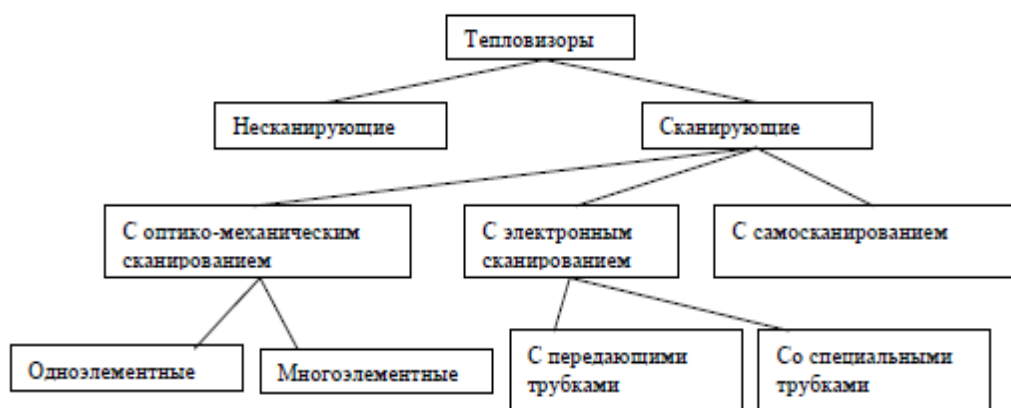 Тепловизоры
Несканирующие
Сканирующие
С оптико-механическим
сканированием
С электронным
сканированием
С самосканированием
Одноэлементные
Многоэлементные
С передающими
трубками
Со специальными
трубками